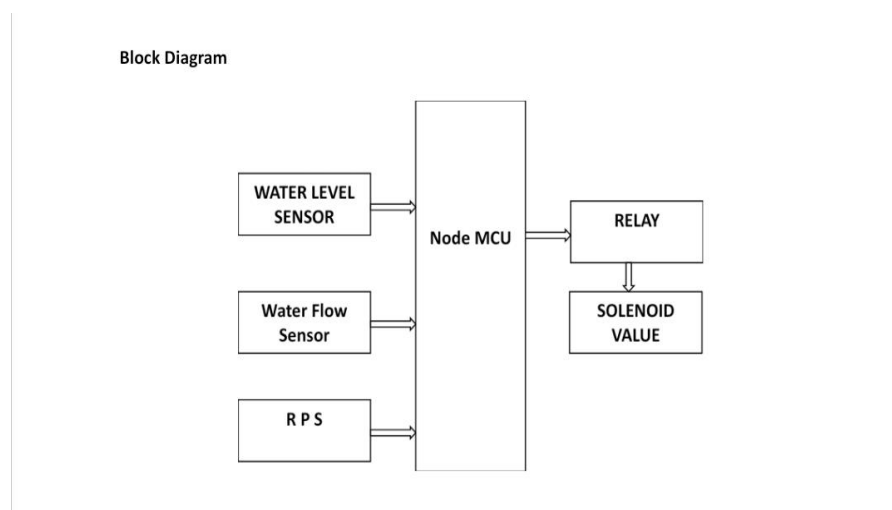 Block Diagram
WATER LEVEL
SENSOR
Node MCU
RELAY
Water Flow
Sensor
SOLENOID
VALUE
R P S